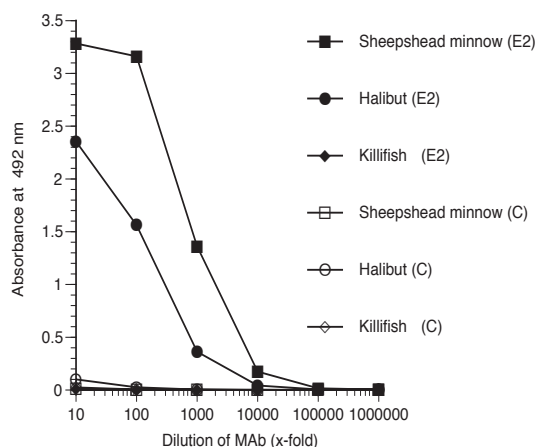 3.5
3
2.5
2
1.5
1
0.5
0
Absorbance at 492 nm
10 100 1000 10000 100000 1000000
Dilution of MAb (x-fold)
Sheepshead minnow (E2)
Halibut (E2)
Killifish (E2)
Sheepshead minnow (C)
Halibut (C)
Killifish (C)